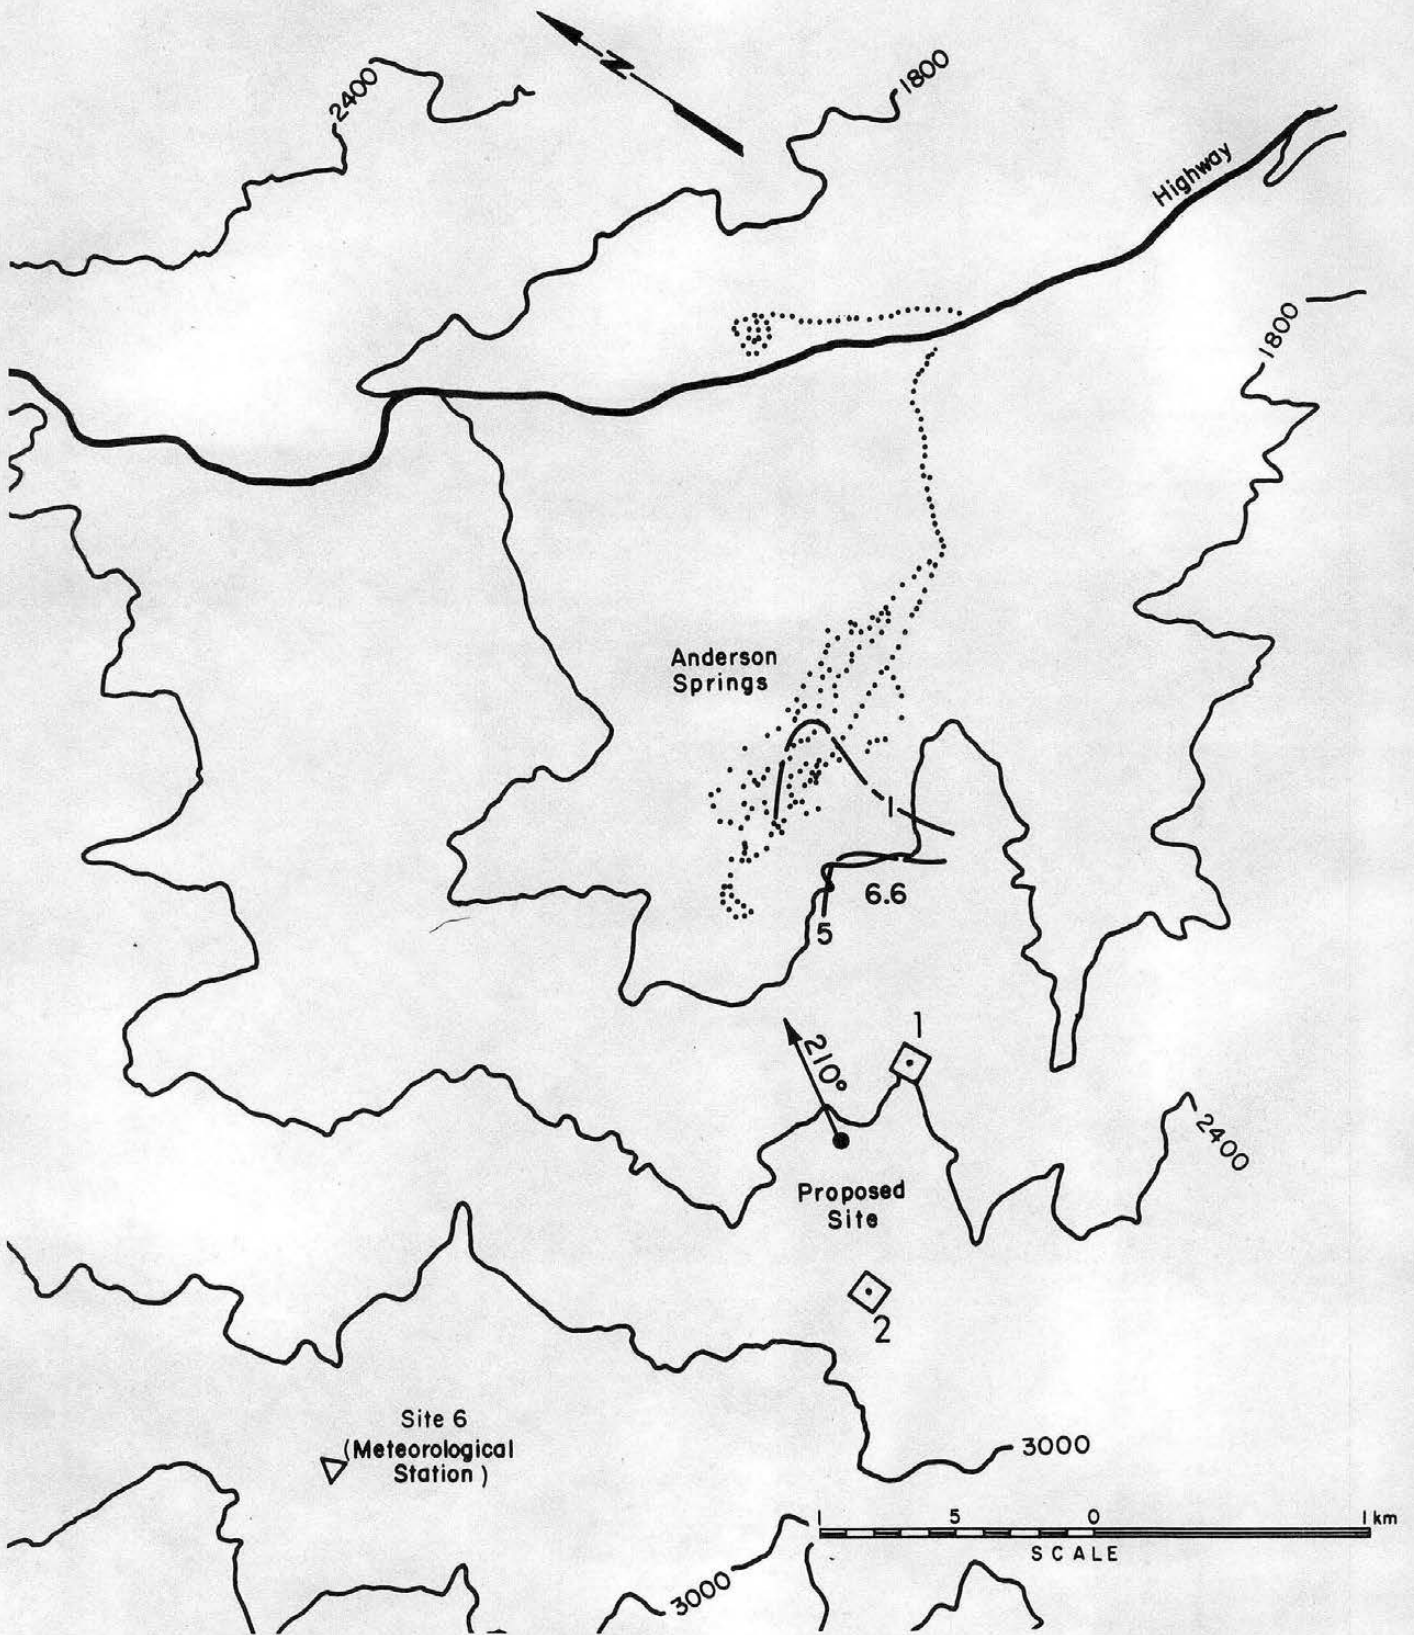 N
2400
1800
Highway
1800
Anderson
Springs
1
6.6
5
1
210°
2400
Proposed
Site
2
Site 6
(Meteorological
Station)
3000
1 5 0 1 km
SCALE
3000